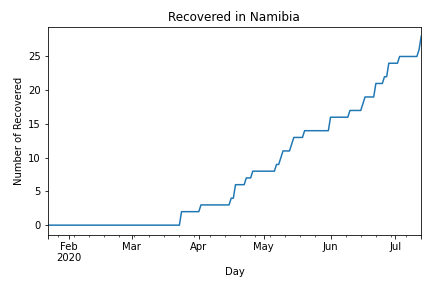 Recovered in Namibia
Number of Recovered
25
20
15
10
5
0
Feb
2020
Mar
Apr
May
Jun
Jul
Day